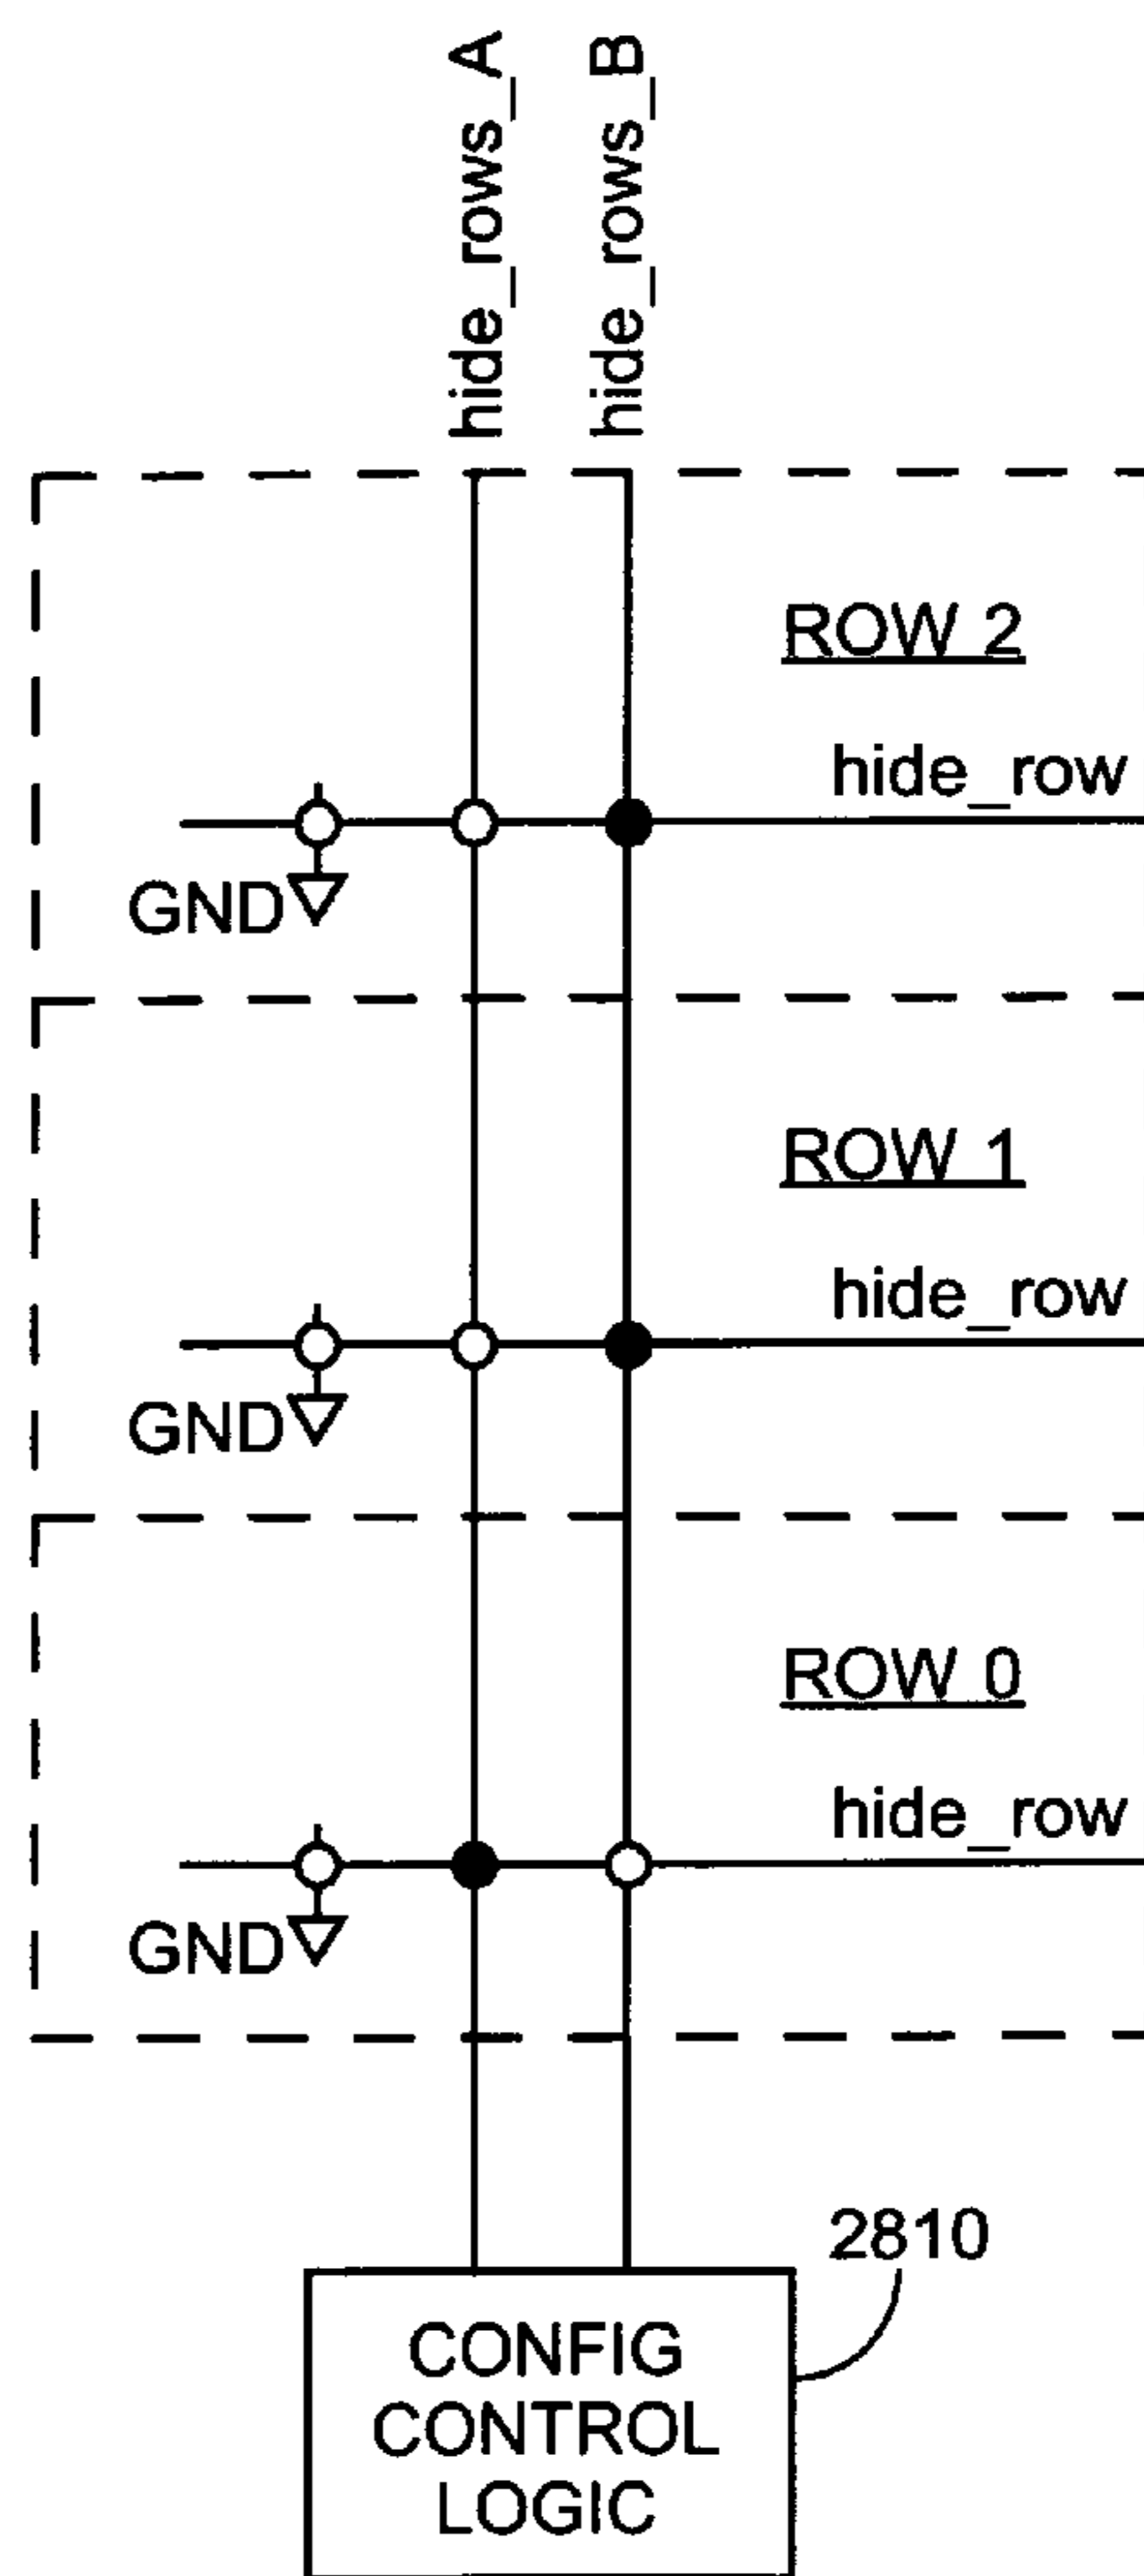 hide_rows_A
hide_rows_B
ROW 2
hide_row
GND
ROW 1
hide_row
GND
ROW 0
hide_row
GND
2810
CONFIG
CONTROL
LOGIC